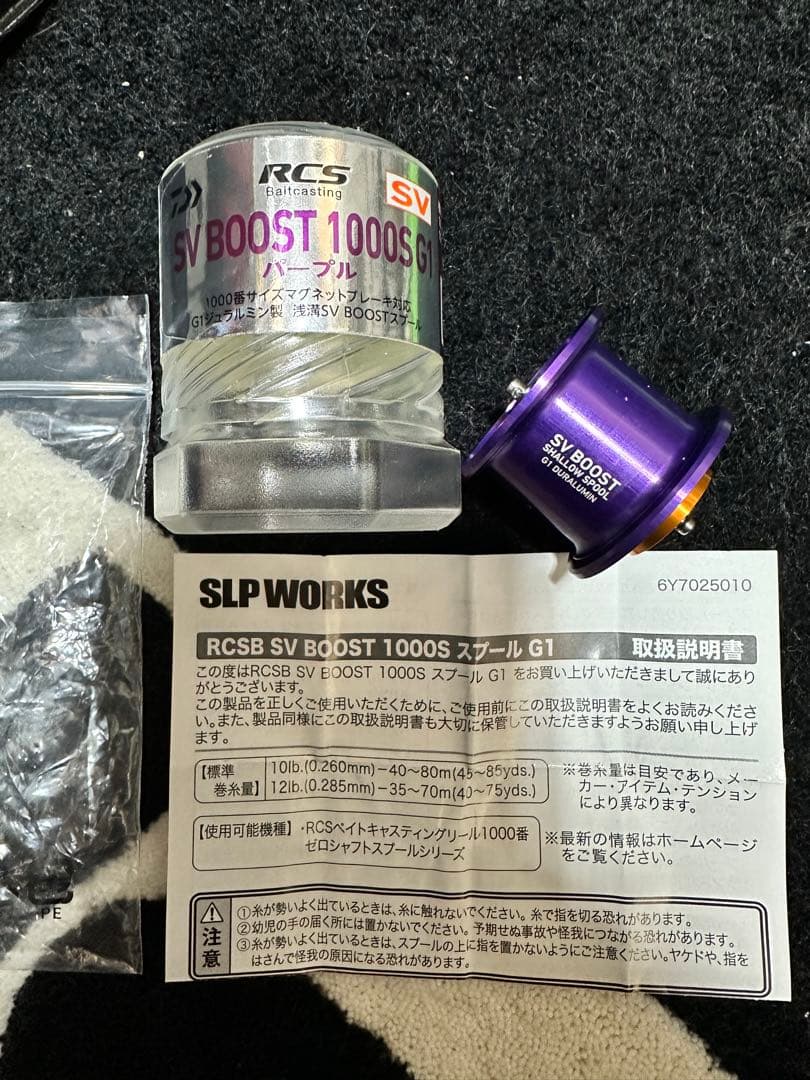 RCS
Baitcasting
SV
SV BOOST 1000S G1
パープル
1000番サイズマグネットブレーキ対応
G1ジュラルミン製 浅溝SV BOOSTスプール
SV BOOST
SHALLOW SPOOL
G1 DURALUMIN
SLP WORKS
6Y7025010
RCSB SV BOOST 1000S スプール G1 取扱説明書
この度はRCSB SV BOOST 1000S スプール G1 をお買い上げいただきまして誠にあり
がとうございます。
この製品を正しくご使用いただくために、ご使用前にこの取扱説明書をよくお読みくださ
い。また、製品同様にこの取扱説明書も大切に保管していただきますようお願い申し上げ
ます。
【標準 10lb.(0.260mm)−40〜80m(45〜85yds.)
巻糸量】 12lb.(0.285mm)−35〜70m(40〜75yds.)
※巻糸量は目安であり、メー
カー・アイテム・テンション
により異なります。
【使用可能機種】・RCSベイトキャスティングリール1000番
ゼロシャフトスプールシリーズ
※最新の情報はホームページ
をご覧ください。
注意
①糸が勢いよく出ているときは、糸に触れないでください。糸で指を切る恐れがあります。
②幼児の手の届く所には置かないでください。予期せぬ事故や怪我につながる恐れがあります。
③糸が勢いよく出ているときは、スプールの上に指を置かないようにご注意ください。ヤケドや、指を
はさんで怪我の原因になる恐れがあります。